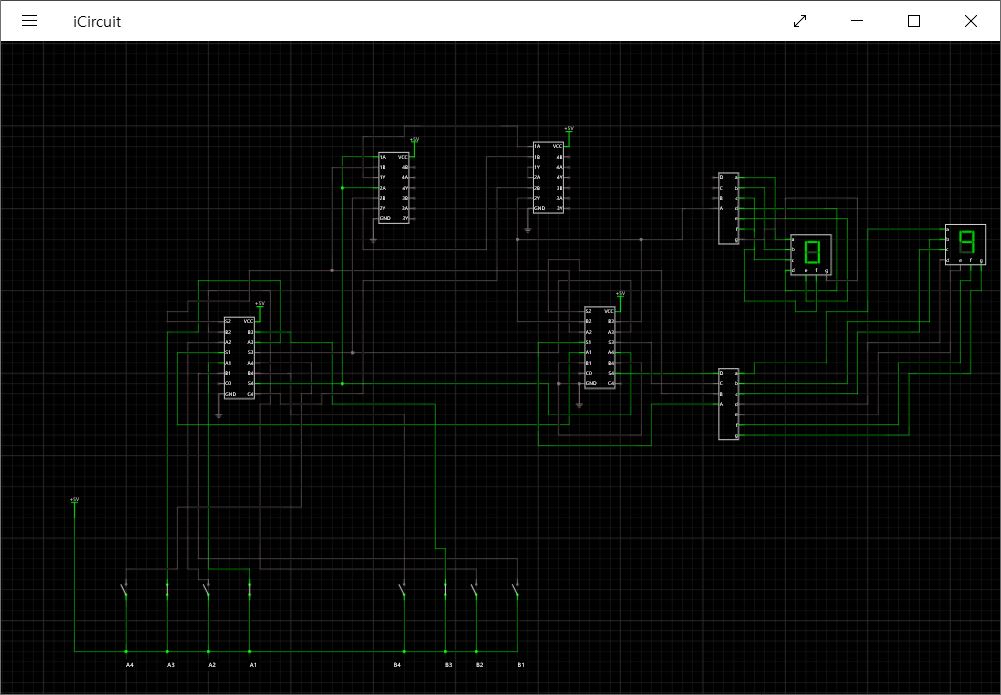 iCircuit
+5V
+5V
1A VCC
1B 4B
1Y 4A
2A 4Y
2B 3B
2Y 3A
GND 3Y
1A VCC
1B 4B
1Y 4A
2A 4Y
2B 3B
2Y 3A
GND 3Y
D a
C b
B c
A d
e
f
g
a
b
c
d e f g
8
a
b
c
d e f g
9
+5V
S2 VCC
B2 B3
A2 A3
S1 S3
A1 A4
B1 B4
C0 S4
GND C4
+5V
S2 VCC
B2 B3
A2 A3
S1 S3
A1 A4
B1 B4
C0 S4
GND C4
D a
C b
B c
A d
e
f
g
+5V
A4 A3 A2 A1 B4 B3 B2 B1